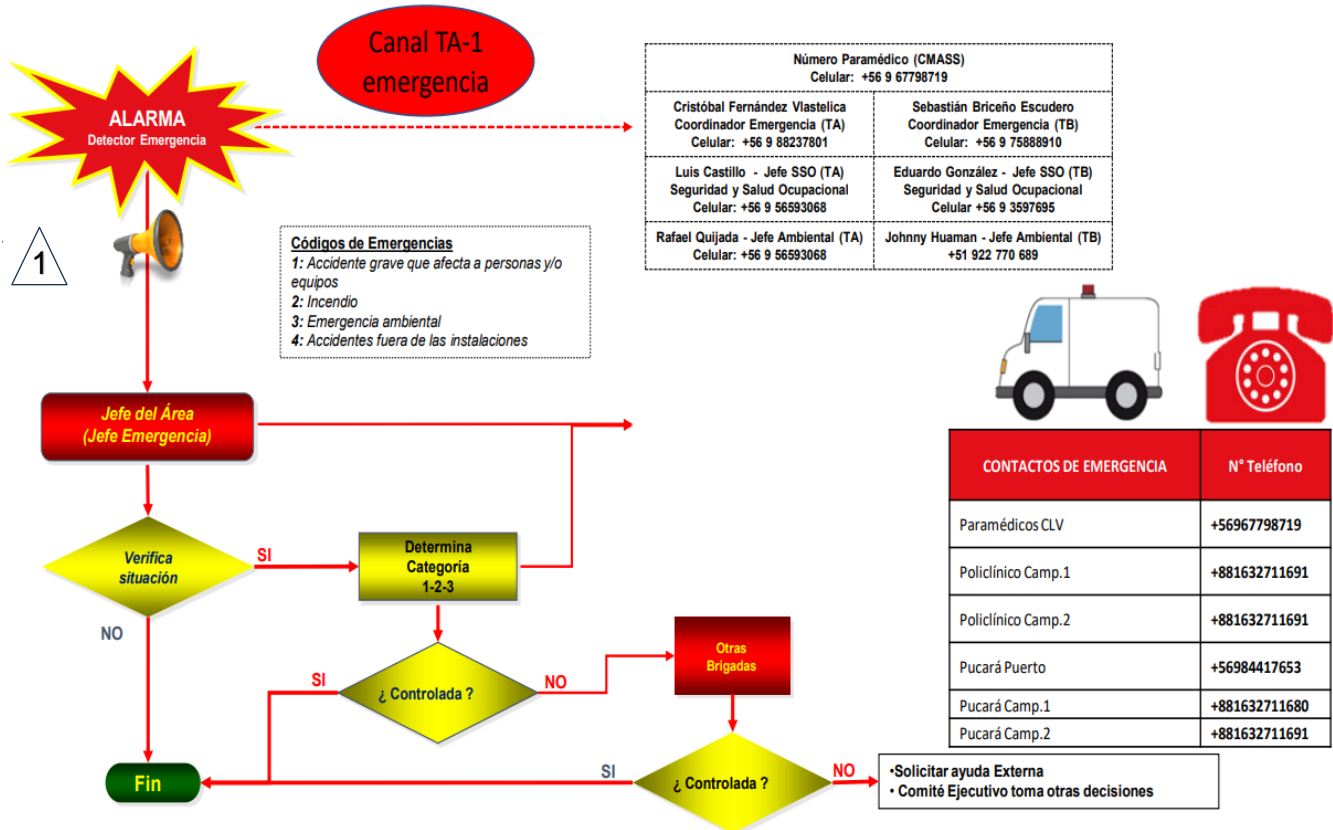 Canal TA-1
emergencia
ALARMA
Detector Emergencia
Número Paramédico (CMASS)
Celular: +56 9 67798719
Cristóbal Fernández Vlastelica
Coordinador Emergencia (TA)
Celular: +56 9 88237801
Sebastián Briceño Escudero
Coordinador Emergencia (TB)
Celular: +56 9 75888910
Luis Castillo - Jefe SSO (TA)
Seguridad y Salud Ocupacional
Celular: +56 9 56593068
Eduardo González - Jefe SSO (TB)
Seguridad y Salud Ocupacional
Celular +56 9 3597695
Rafael Quijada - Jefe Ambiental (TA)
Celular: +56 9 56593068
Johnny Huaman - Jefe Ambiental (TB)
+51 922 770 689
1
Códigos de Emergencias
1: Accidente grave que afecta a personas y/o
equipos
2: Incendio
3: Emergencia ambiental
4: Accidentes fuera de las instalaciones
Jefe del Área
(Jefe Emergencia)
Verifica
situación
SI
NO
Determina
Categoría
1-2-3
¿ Controlada ?
SI
NO
Otras
Brigadas
¿ Controlada ?
SI
NO
Fin
•Solicitar ayuda Externa
• Comité Ejecutivo toma otras decisiones
CONTACTOS DE EMERGENCIA N° Teléfono
Paramédicos CLV +56967798719
Policlínico Camp.1 +881632711691
Policlínico Camp.2 +881632711691
Pucará Puerto +56984417653
Pucará Camp.1 +881632711680
Pucará Camp.2 +881632711691